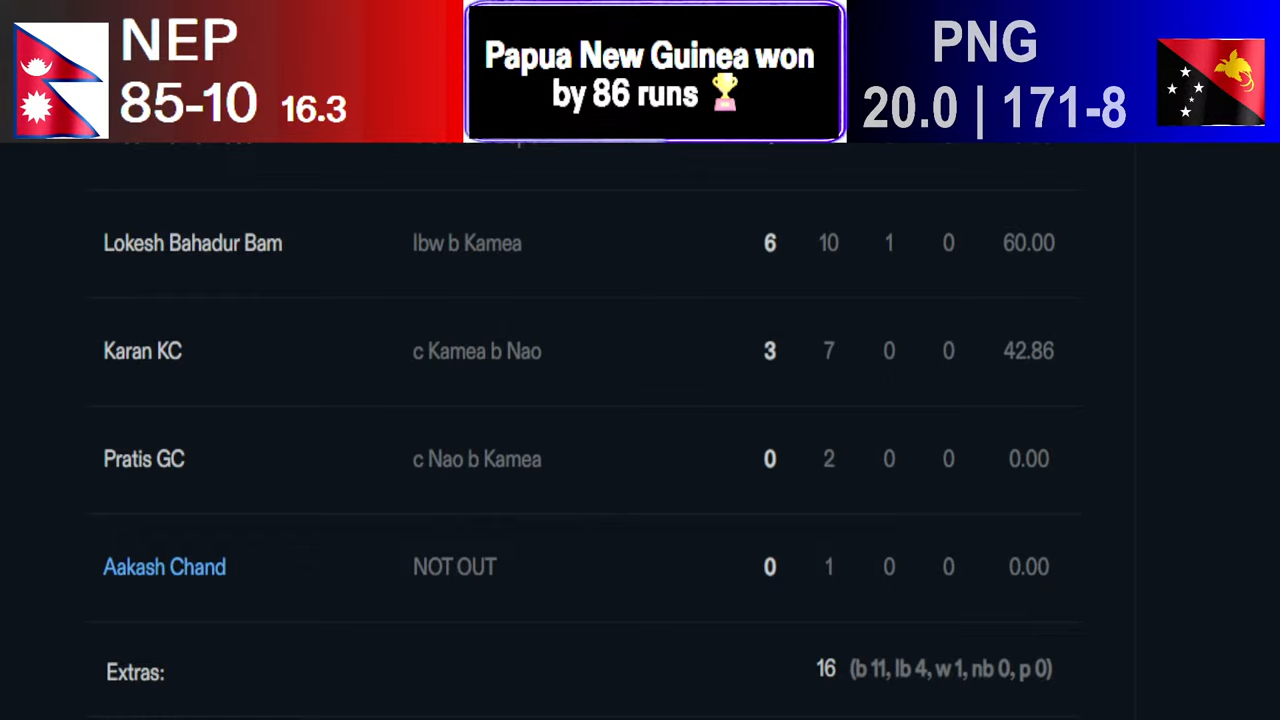 NEP
85-10 16.3
Papua New Guinea won
by 86 runs
PNG
20.0 | 171-8
Lokesh Bahadur Bam lbw b Kamea 6 10 1 0 60.00
Karan KC c Kamea b Nao 3 7 0 0 42.86
Pratis GC c Nao b Kamea 0 2 0 0 0.00
Aakash Chand NOT OUT 0 1 0 0 0.00
Extras: 16 (b 11, lb 4, w 1, nb 0, p 0)